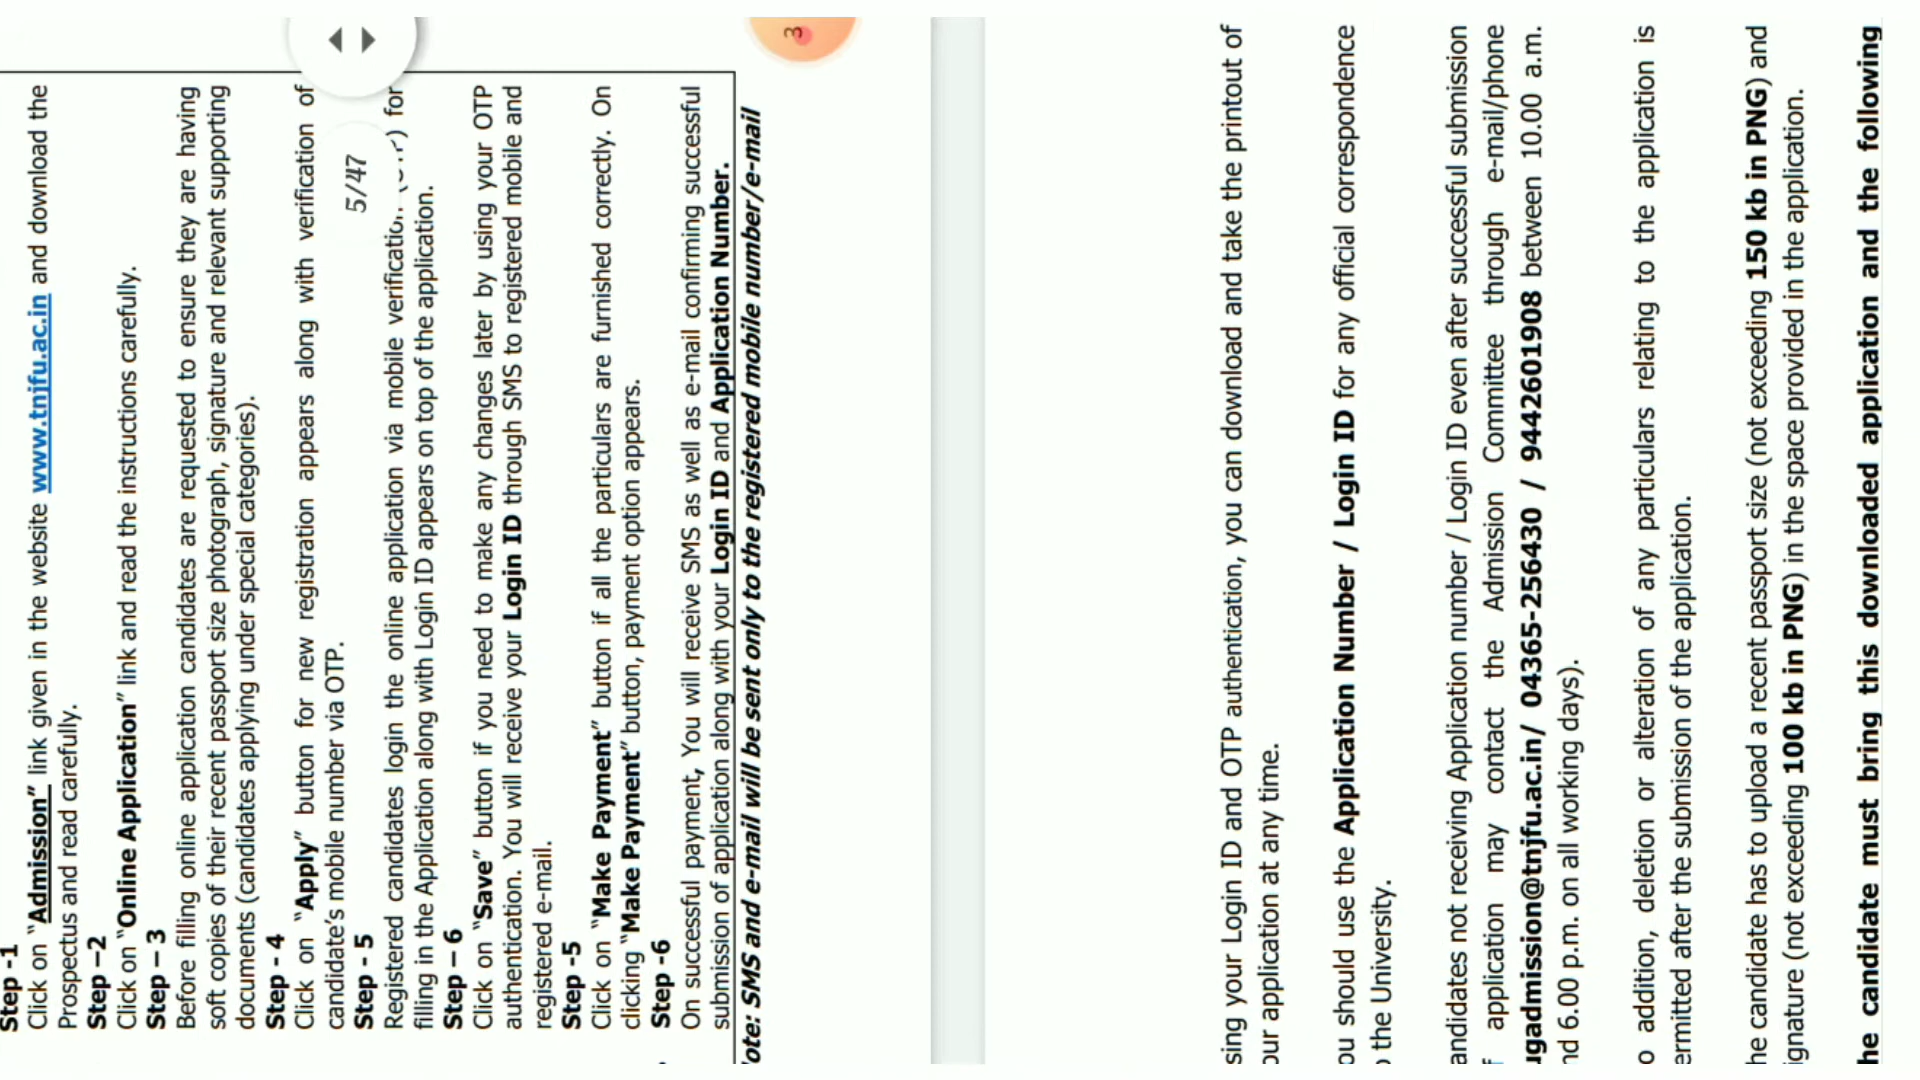 Step -1
Click on "Admission" link given in the website www.tnjfu.ac.in and download the
Prospectus and read carefully.
Step –2
Click on "Online Application" link and read the instructions carefully.
Step – 3
Before filling online application candidates are requested to ensure they are having
soft copies of their recent passport size photograph, signature and relevant supporting
documents (candidates applying under special categories).
Step - 4
Click on "Apply" button for new registration appears along with verification of
candidate's mobile number via OTP.
Step - 5
Registered candidates login the online application via mobile for
filling in the Application along with Login ID appears on top of the application.
Step – 6
Click on "Save" button if you need to make any changes later by using your OTP
authentication. You will receive your Login ID through SMS to registered mobile and
registered e-mail.
Step -5
Click on "Make Payment" button if all the particulars are furnished correctly. On
clicking "Make Payment" button, payment option appears.
Step -6
On successful payment, You will receive SMS as well as e-mail confirming successful
submission of application along with your Login ID and Application Number.
ote: SMS and e-mail will be sent only to the registered mobile number/e-mail
5/47
3
sing your Login ID and OTP authentication, you can download and take the printout of
our application at any time.
ou should use the Application Number / Login ID for any official correspondence
the University.
andidates not receiving Application number / Login ID even after successful submission
f application may contact the Admission Committee through e-mail/phone
ugadmission@tnjfu.ac.in/ 04365-256430 / 9442601908 between 10.00 a.m.
nd 6.00 p.m. on all working days).
o addition, deletion or alteration of any particulars relating to the application is
ermitted after the submission of the application.
he candidate has to upload a recent passport size (not exceeding 150 kb in PNG) and
ignature (not exceeding 100 kb in PNG) in the space provided in the application.
he candidate must bring this downloaded application and the following